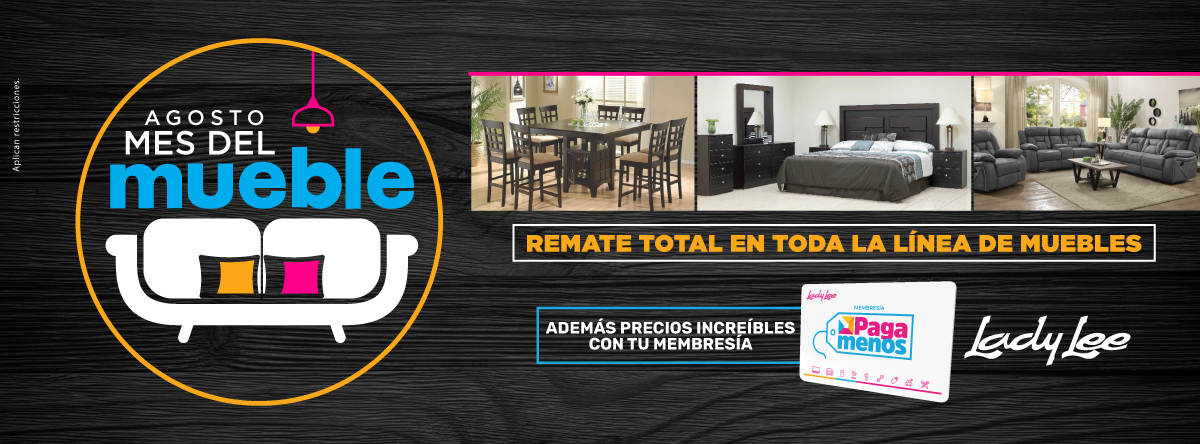 Aplican restricciones.
AGOSTO
MES DEL
mueble
REMATE TOTAL EN TODA LA LÍNEA DE MUEBLES
ADEMÁS PRECIOS INCREÍBLES
CON TU MEMBRESÍA
Lady Lee
MEMBRESÍA
Paga
menos
Lady Lee